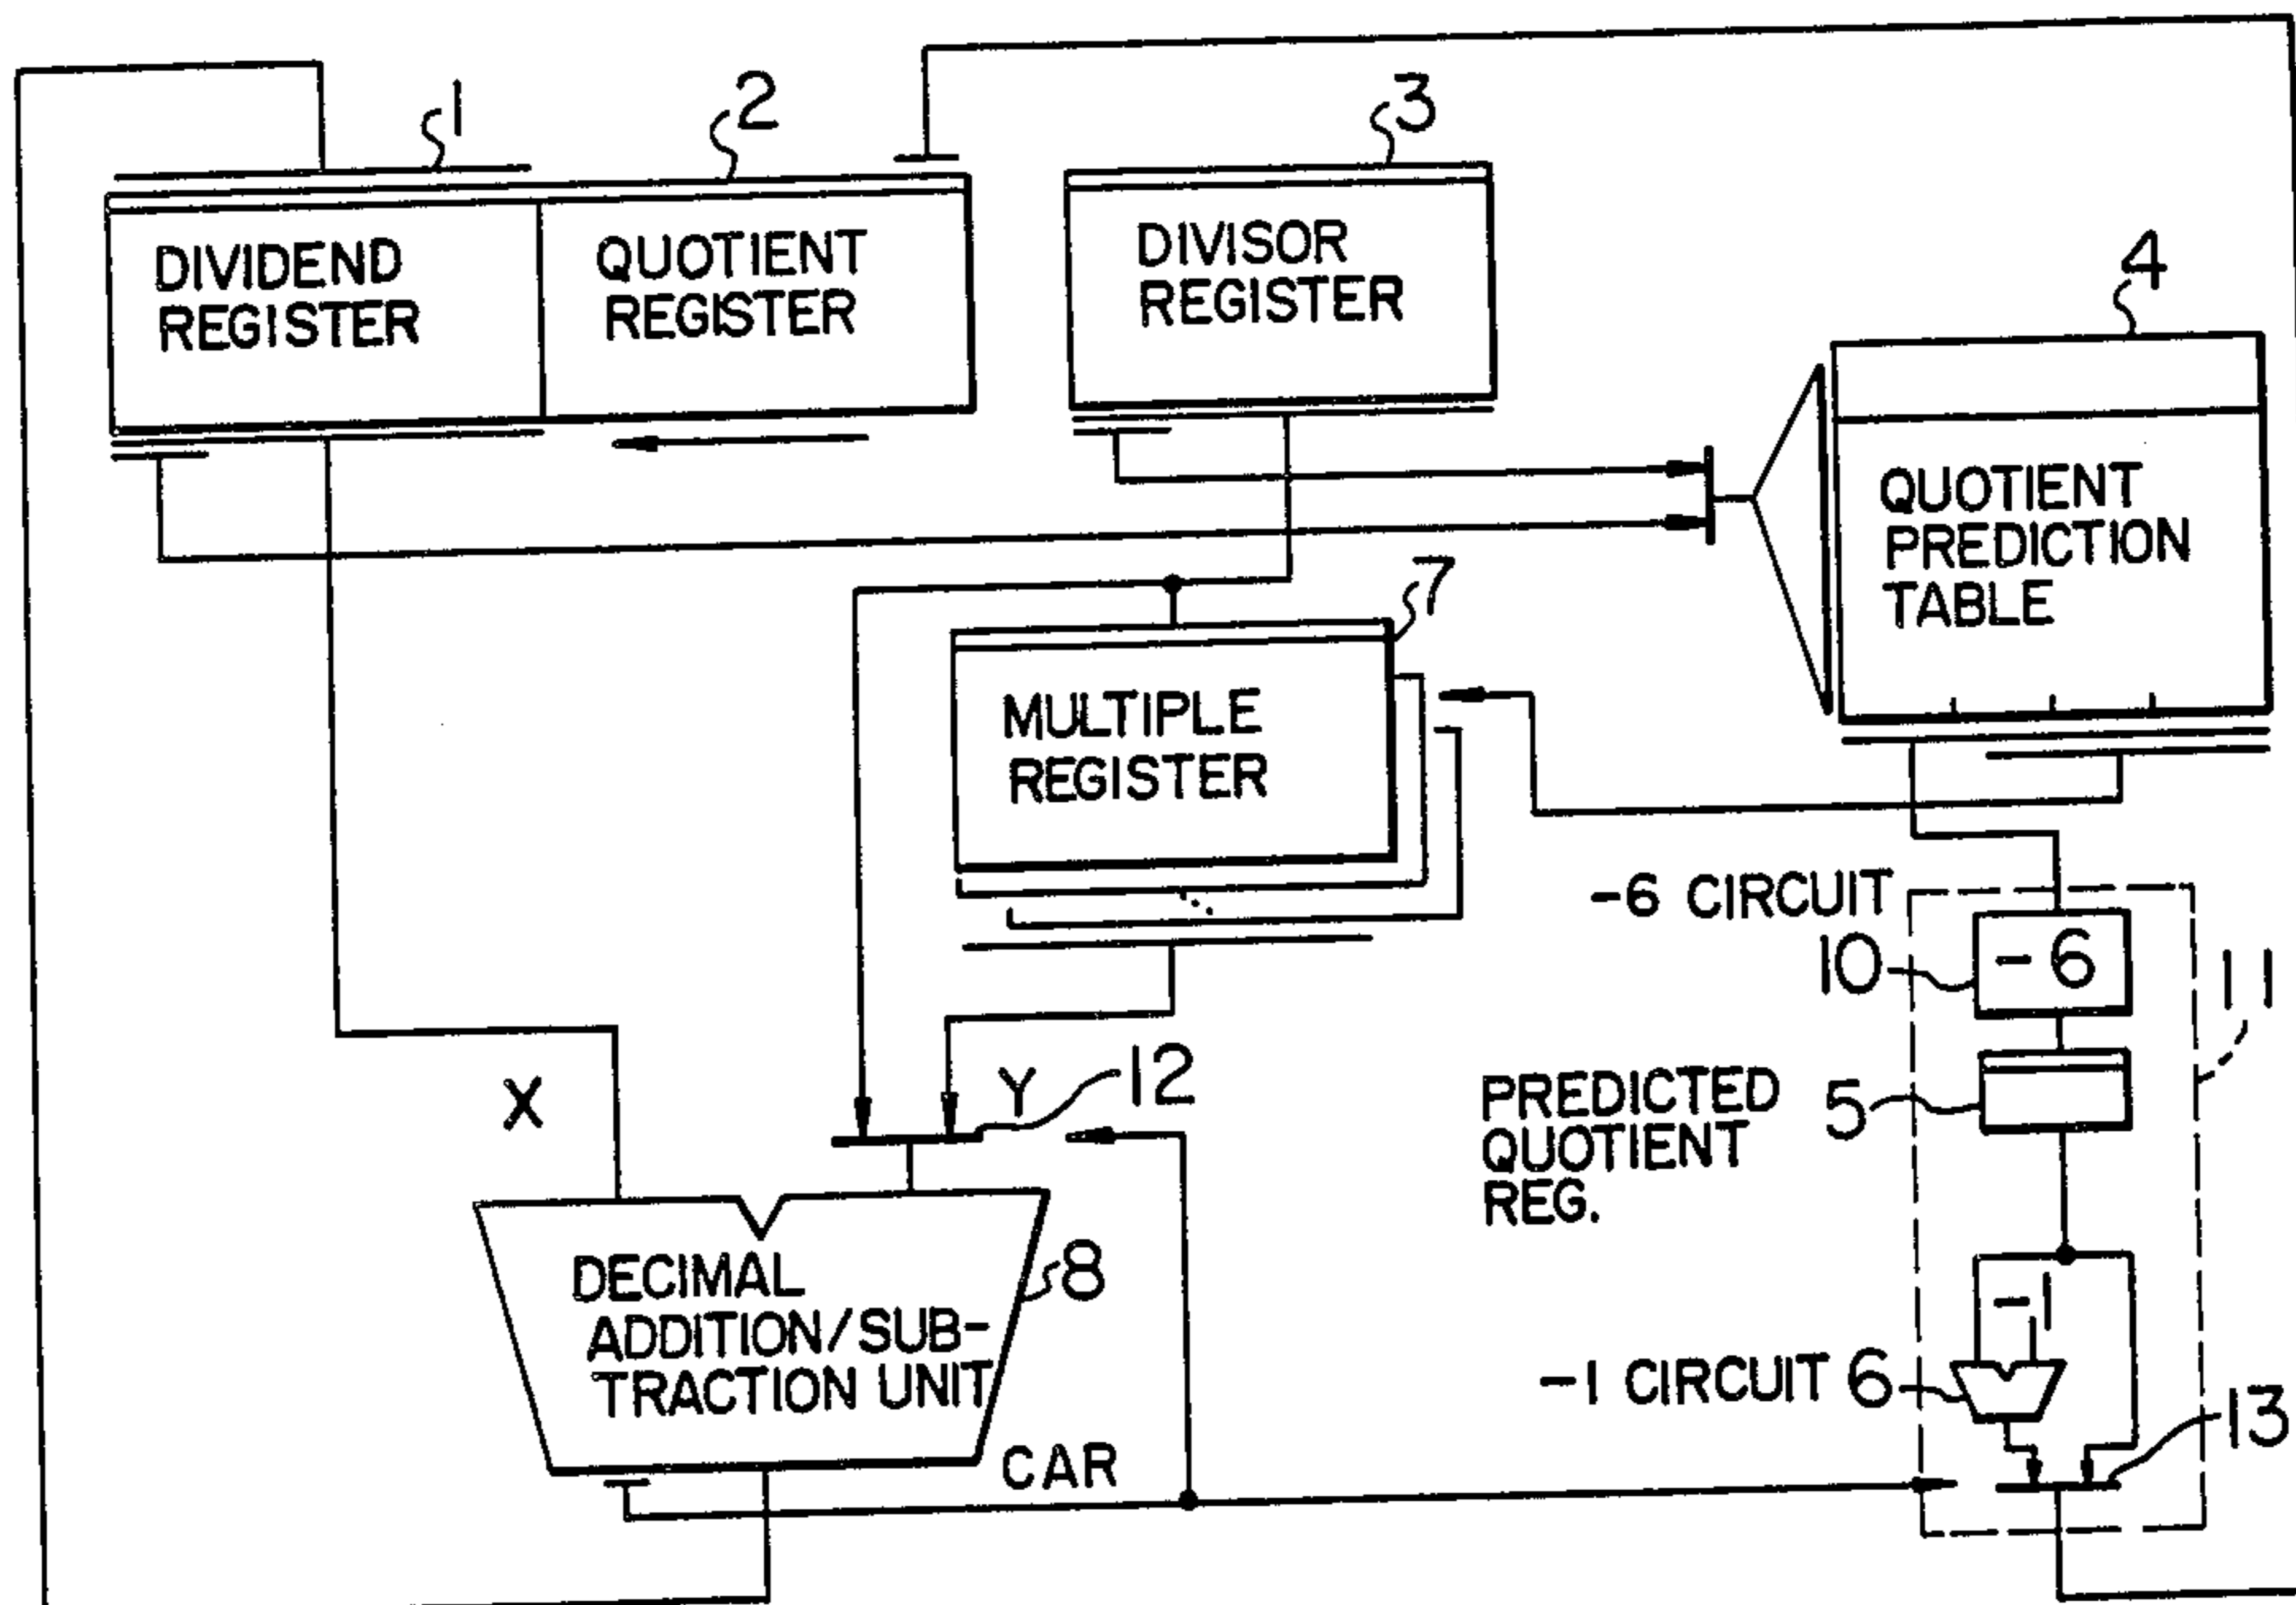 1
2
3
DIVIDEND
REGISTER
QUOTIENT
REGISTER
DIVISOR
REGISTER
4
QUOTIENT
PREDICTION
TABLE
7
MULTIPLE
REGISTER
-6 CIRCUIT
10
-6
11
X
Y
12
PREDICTED
QUOTIENT
REG.
5
DECIMAL
ADDITION/SUB-
TRACTION UNIT
8
-1
-1 CIRCUIT 6
13
CAR